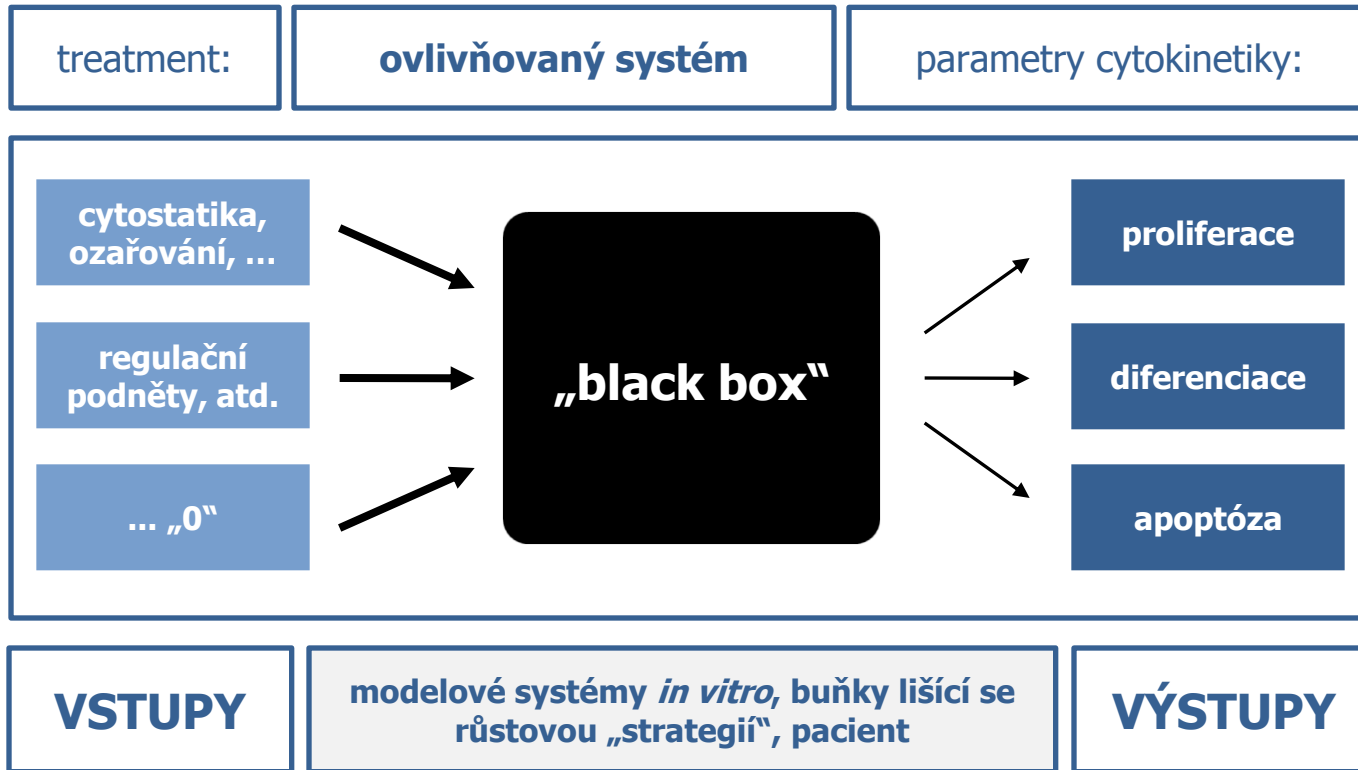 treatment:
ovlivňovaný systém
parametry cytokinetiky:
cytostatika,
ozařování, ...
regulační
podněty, atd.
... „0“
„black box“
proliferace
diferenciace
apoptóza
VSTUPY
modelové systémy in vitro, buňky lišící se
růstovou „strategií“, pacient
VÝSTUPY